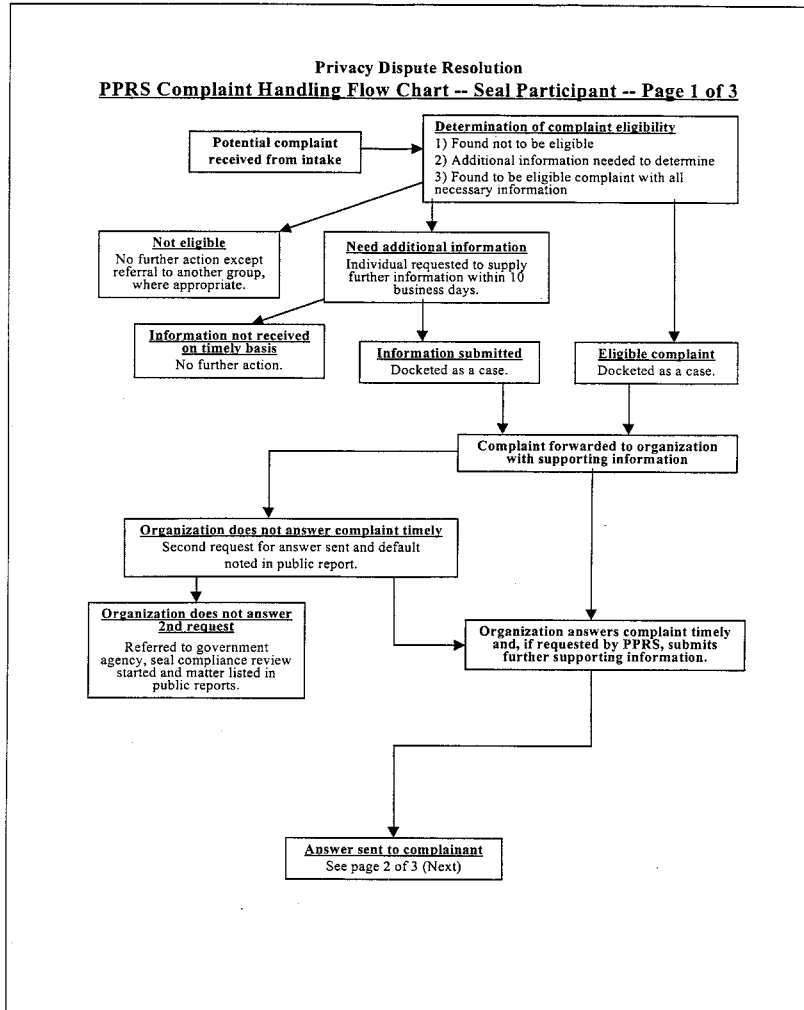 Privacy Dispute Resolution
PPRS Complaint Handling Flow Chart -- Seal Participant -- Page 1 of 3
Potential complaint
received from intake
Determination of complaint eligibility
1) Found not to be eligible
2) Additional information needed to determine
3) Found to be eligible complaint with all
necessary information
Not eligible
No further action except
referral to another group,
where appropriate.
Need additional information
Individual requested to supply
further information within 10
business days.
Information not received
on timely basis
No further action.
Information submitted
Docketed as a case.
Eligible complaint
Docketed as a case.
Complaint forwarded to organization
with supporting information
Organization does not answer complaint timely
Second request for answer sent and default
noted in public report.
Organization does not answer
2nd request
Referred to government
agency, seal compliance review
started and matter listed in
public reports.
Organization answers complaint timely
and, if requested by PPRS, submits
further supporting information.
Answer sent to complainant
See page 2 of 3 (Next)